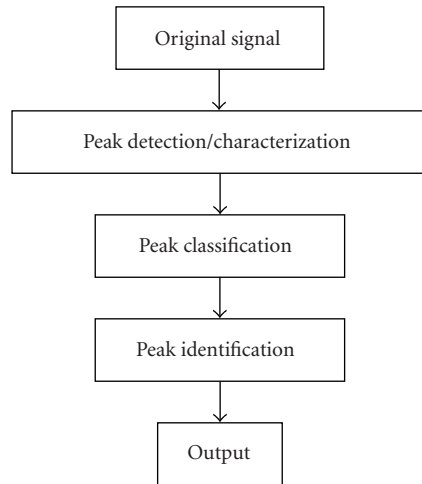 Original signal
Peak detection/characterization
Peak classification
Peak identification
Output